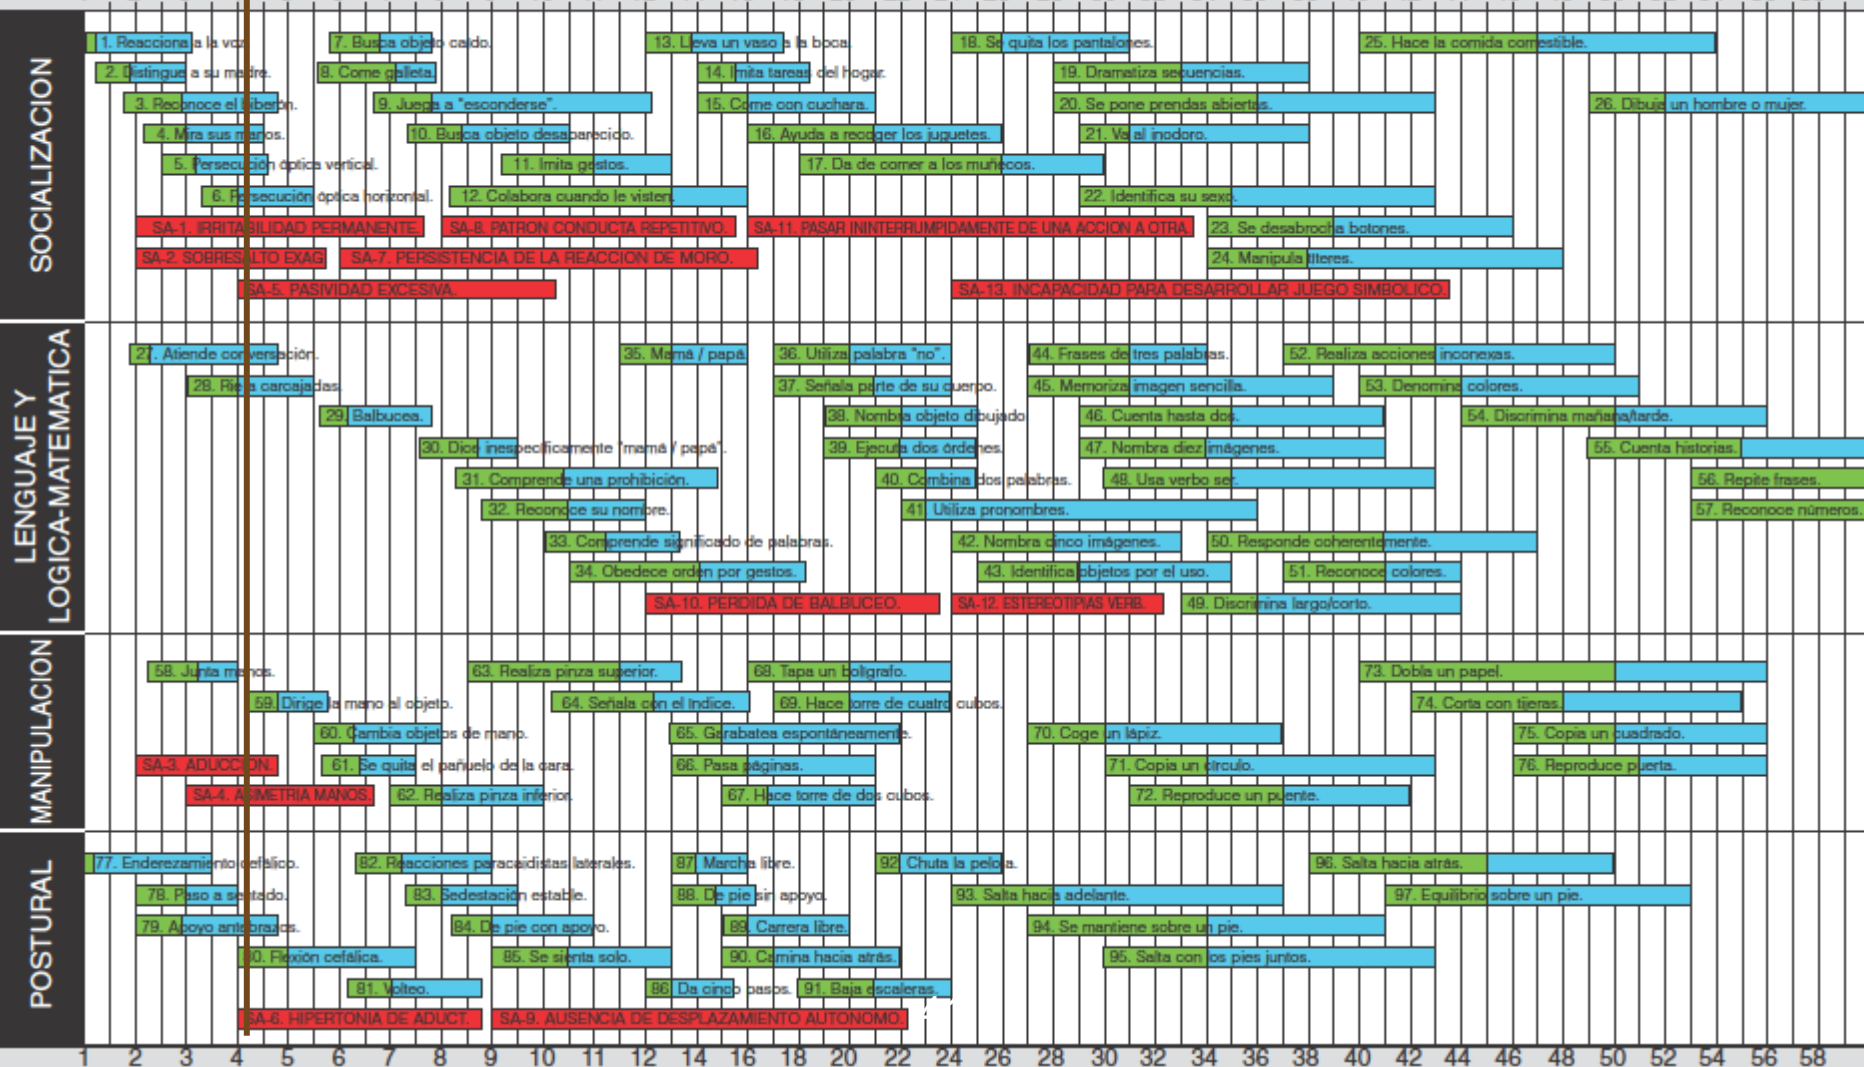 SOCIALIZACION
1. Reacciona a la voz
7. Busca objeto caído.
13. Lleva un vaso a la boca.
18. Se quita los pantalones.
25. Hace la comida comestible.
2. Distingue a su madre.
8. Come galleta.
14. Imita tareas del hogar.
19. Dramatiza secuencias.
3. Reconoce el biberón.
9. Juega a "esconderse".
15. Come con cuchara.
20. Se pone prendas abiertas.
26. Dibuja un hombre o mujer.
4. Mira sus manos.
10. Busca objeto desaparecido.
16. Ayuda a recoger los juguetes.
21. Va al inodoro.
5. Persecución óptica vertical.
11. Imita gestos.
17. Da de comer a los muñecos.
6. Persecución óptica horizontal.
12. Colabora cuando le visten.
22. Identifica su sexo.
SA-1. IRRITABILIDAD PERMANENTE.
SA-8. PATRON CONDUCTA REPETITIVO.
SA-11. PASAR ININTERRUMPIDAMENTE DE UNA ACCION A OTRA.
23. Se desabrocha botones.
SA-2. SOBRESALTO EXAG
SA-7. PERSISTENCIA DE LA REACCION DE MORO.
24. Manipula títeres.
SA-5. PASIVIDAD EXCESIVA.
SA-13. INCAPACIDAD PARA DESARROLLAR JUEGO SIMBOLICO.
LENGUAJE Y
LOGICA-MATEMATICA
27. Atiende conversación.
35. Mamá / papá.
36. Utiliza palabra "no".
44. Frases de tres palabras.
52. Realiza acciones inconexas.
28. Ríe a carcajadas.
37. Señala parte de su cuerpo.
45. Memoriza imagen sencilla.
53. Denomina colores.
29. Balbucea.
38. Nombra objeto dibujado
46. Cuenta hasta dos.
54. Discrimina mañana/tarde.
30. Dice inespecíficamente "mamá / papá".
39. Ejecuta dos órdenes.
47. Nombra diez imágenes.
55. Cuenta historias.
31. Comprende una prohibición.
40. Combina dos palabras.
48. Usa verbo ser.
56. Repite frases.
32. Reconoce su nombre.
41 Utiliza pronombres.
57. Reconoce números.
33. Comprende significado de palabras.
42. Nombra cinco imágenes.
50. Responde coherentemente.
34. Obedece orden por gestos.
43. Identifica objetos por el uso.
51. Reconoce colores.
SA-10. PERDIDA DE BALBUCEO.
SA-12. ESTEREOTIPIAS VERB.
49. Discrimina largo/corto.
MANIPULACION
58. Junta manos.
63. Realiza pinza superior.
68. Tapa un bolígrafo.
73. Dobla un papel.
59. Dirige la mano al objeto.
64. Señala con el índice.
69. Hace torre de cuatro cubos.
74. Corta con tijeras.
60. Cambia objetos de mano.
65. Garabatea espontáneamente.
70. Coge un lápiz.
75. Copia un cuadrado.
SA-3. ADUCCION.
61. Se quita el pañuelo de la cara.
66. Pasa páginas.
71. Copia un círculo.
76. Reproduce puerta.
SA-4. ASIMETRIA MANOS.
62. Realiza pinza inferior.
67. Hace torre de dos cubos.
72. Reproduce un puente.
POSTURAL
77. Enderezamiento cefálico.
82. Reacciones paracaidistas laterales.
87 Marcha libre.
92 Chuta la pelota.
96. Salta hacia atrás.
78. Paso a sentado.
83. Sedestación estable.
88. De pie sin apoyo.
93. Salta hacia adelante.
97. Equilibrio sobre un pie.
79. Apoyo antebrazos.
84. De pie con apoyo.
89. Carrera libre.
94. Se mantiene sobre un pie.
80. Flexión cefálica.
85. Se sienta solo.
90. Camina hacia atrás.
95. Salta con los pies juntos.
81. Volteo.
86 Da cinco pasos.
91. Baja escaleras.
SA-6. HIPERTONIA DE ADUCT.
SA-9. AUSENCIA DE DESPLAZAMIENTO AUTONOMO.
1 2 3 4 5 6 7 8 9 10 11 12 14 16 18 20 22 24 26 28 30 32 34 36 38 40 42 44 46 48 50 52 54 56 58